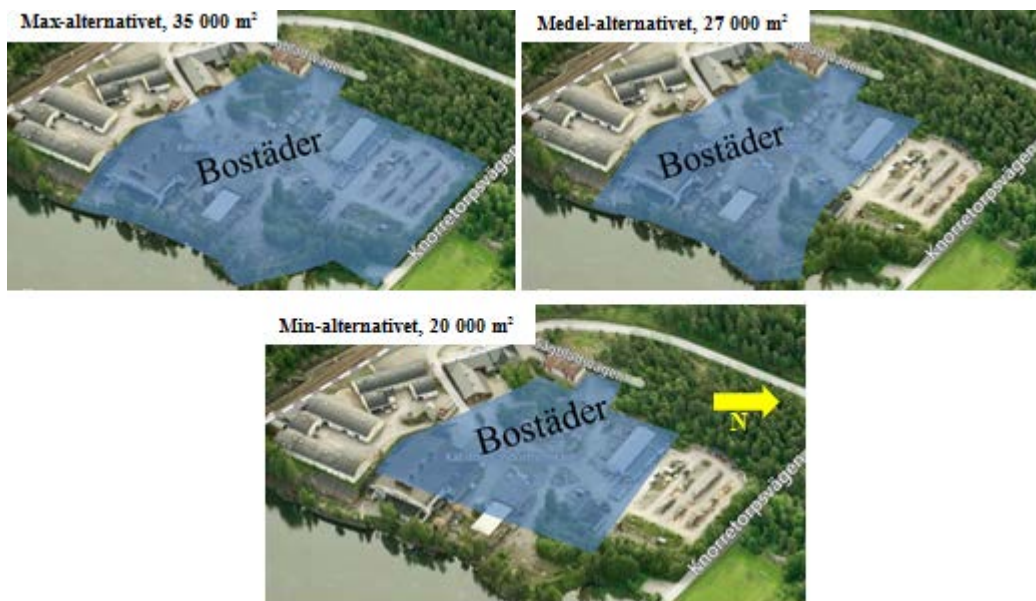 Max-alternativet, 35 000 m²
Bostäder
Knorretorpsvägen
Medel-alternativet, 27 000 m²
Bostäder
Knorretorpsvägen
Min-alternativet, 20 000 m²
Bostäder
N
Knorretorpsvägen